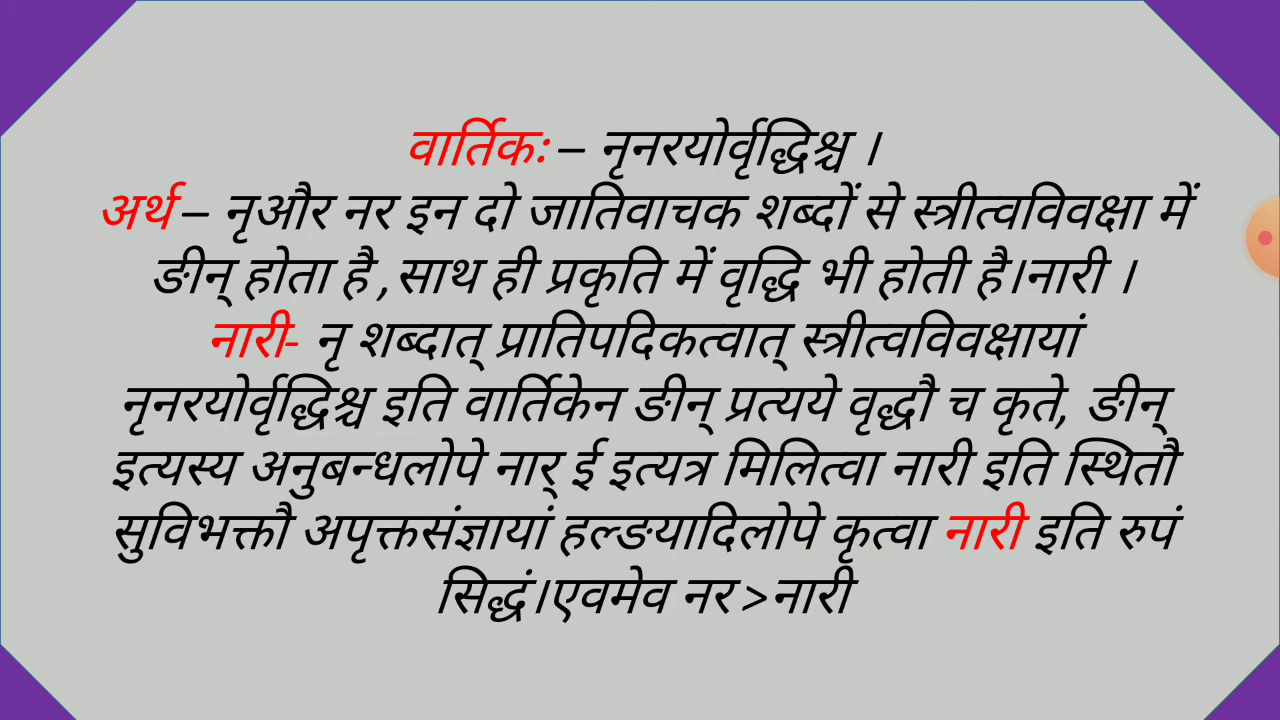 वार्तिकः – नृनरयोर्वृद्धिश्च ।
अर्थ – नृऔर नर इन दो जातिवाचक शब्दों से स्त्रीत्वविवक्षा में
ङीन् होता है , साथ ही प्रकृति में वृद्धि भी होती है।नारी ।
नारी- नृ शब्दात् प्रातिपदिकत्वात् स्त्रीत्वविवक्षायां
नृनरयोर्वृद्धिश्च इति वार्तिकेन ङीन् प्रत्यये वृद्धौ च कृते, ङीन्
इत्यस्य अनुबन्धलोपे नार् ई इत्यत्र मिलित्वा नारी इति स्थितौ
सुविभक्तौ अपृक्तसंज्ञायां हल्ङयादिलोपे कृत्वा नारी इति रुपं
सिद्धं।एवमेव नर >नारी